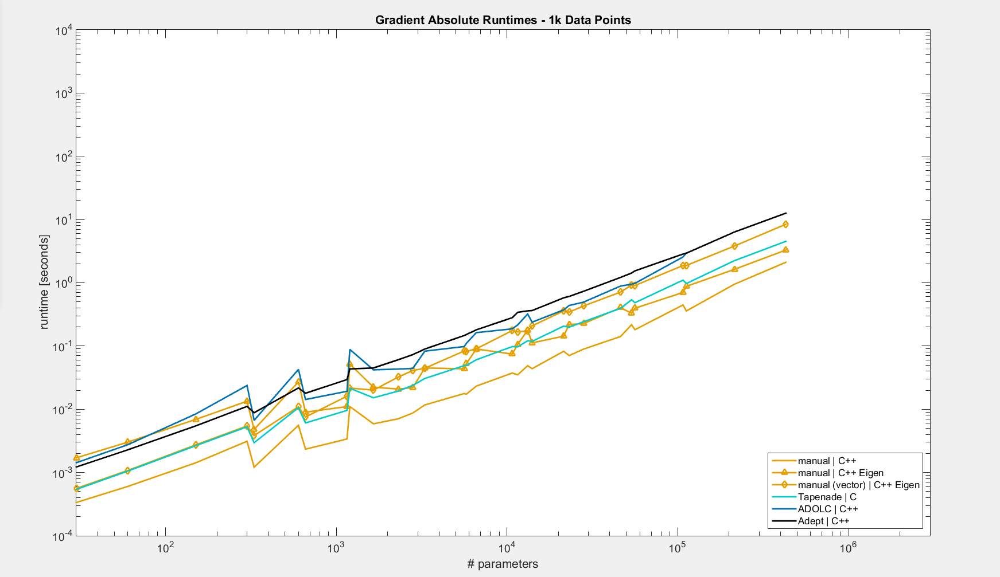 Gradient Absolute Runtimes - 1k Data Points
10^4
10^3
10^2
10^1
10^0
10^-1
10^-2
10^-3
10^-4
runtime [seconds]
manual | C++
manual | C++ Eigen
manual (vector) | C++ Eigen
Tapenade | C
ADOLC | C++
Adept | C++
10^2 10^3 10^4 10^5 10^6
# parameters